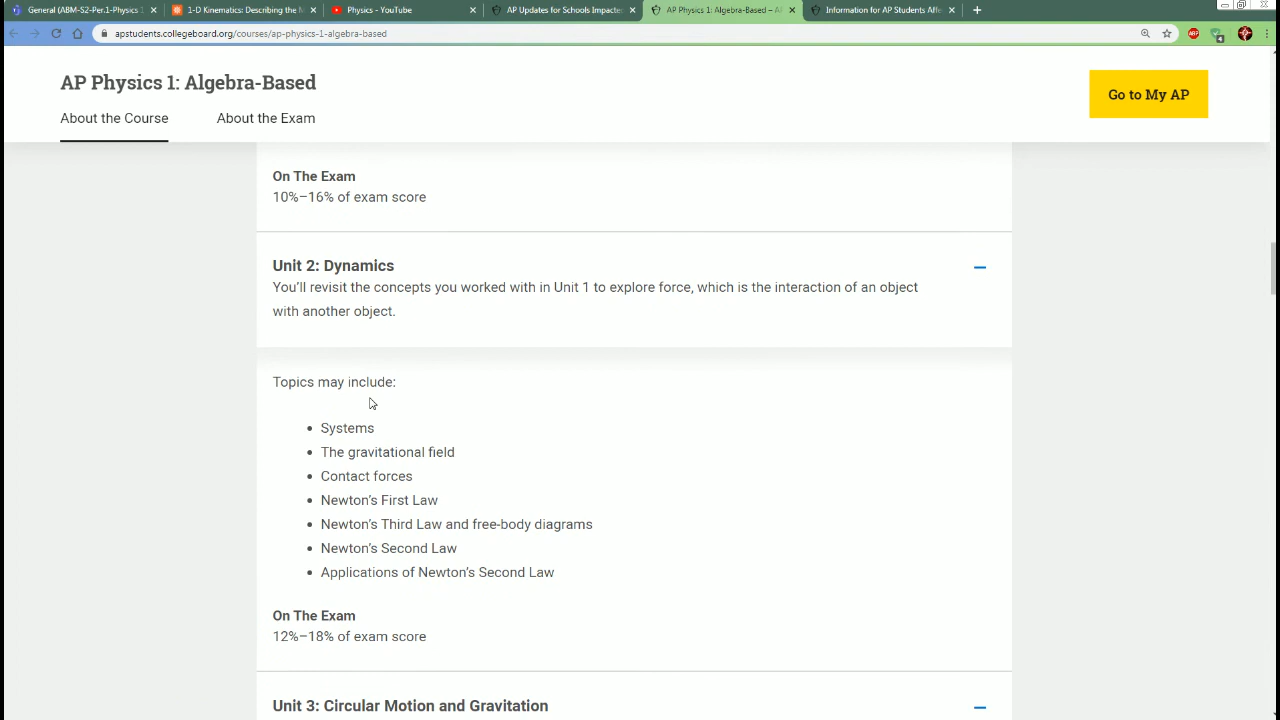 General (ABM-S2-Per.1-Physics 1
1-D Kinematics: Describing the M
Physics - YouTube
AP Updates for Schools Impacte
AP Physics 1: Algebra-Based – A
Information for AP Students Affe
apstudents.collegeboard.org/courses/ap-physics-1-algebra-based
ABP
4
AP Physics 1: Algebra-Based
Go to My AP
About the Course
About the Exam
On The Exam
10%–16% of exam score
Unit 2: Dynamics
You’ll revisit the concepts you worked with in Unit 1 to explore force, which is the interaction of an object
with another object.
Topics may include:
• Systems
• The gravitational field
• Contact forces
• Newton’s First Law
• Newton’s Third Law and free-body diagrams
• Newton’s Second Law
• Applications of Newton’s Second Law
On The Exam
12%–18% of exam score
Unit 3: Circular Motion and Gravitation